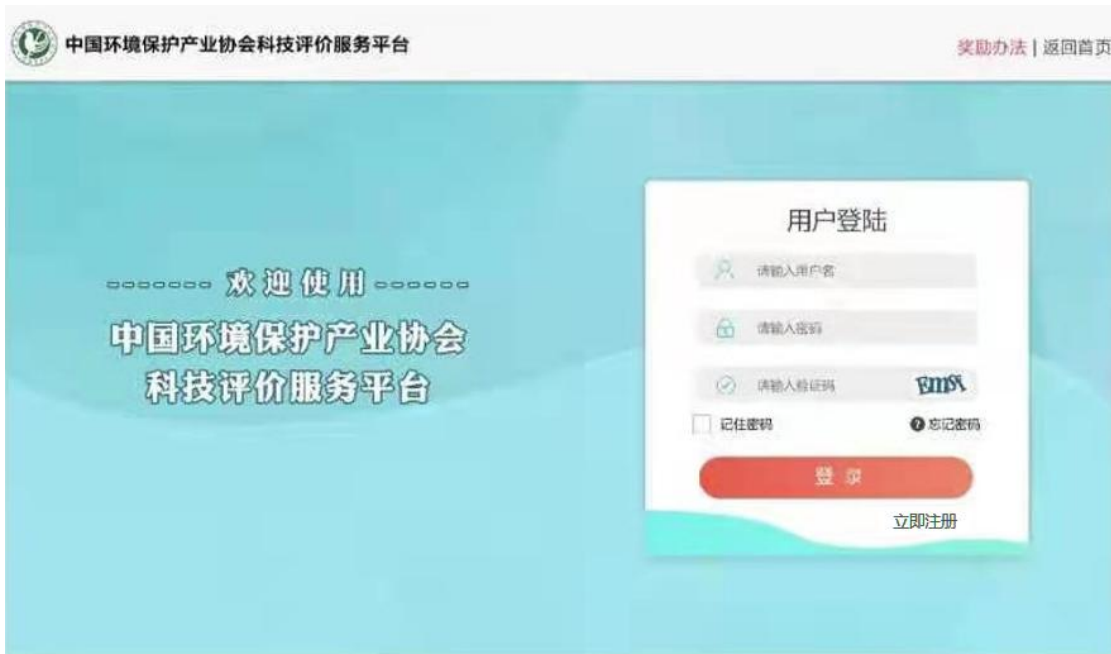 中国环境保护产业协会科技评价服务平台
奖励办法 | 返回首页
------- 欢迎使用 ------
中国环境保护产业协会
科技评价服务平台
用户登陆
请输入用户名
请输入密码
请输入验证码
记住密码
忘记密码
登 录
立即注册